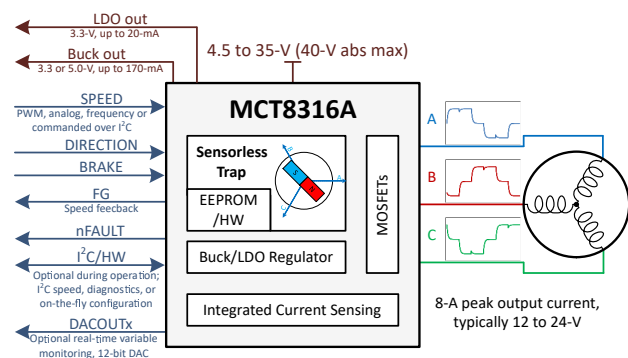 LDO out
3.3-V, up to 20-mA
Buck out
3.3 or 5.0-V, up to 170-mA
4.5 to 35-V (40-V abs max)
SPEED
PWM, analog, frequency or
commanded over I²C
DIRECTION
BRAKE
FG
Speed feecback
nFAULT
I²C/HW
Optional during operation;
I²C speed, diagnostics, or
on-the-fly configuration
DACOUTx
Optional real-time variable
monitoring, 12-bit DAC
MCT8316A
Sensorless
Trap
EEPROM
/HW
B
A
C
S
N
MOSFETs
Buck/LDO Regulator
Integrated Current Sensing
A
B
C
8-A peak output current,
typically 12 to 24-V